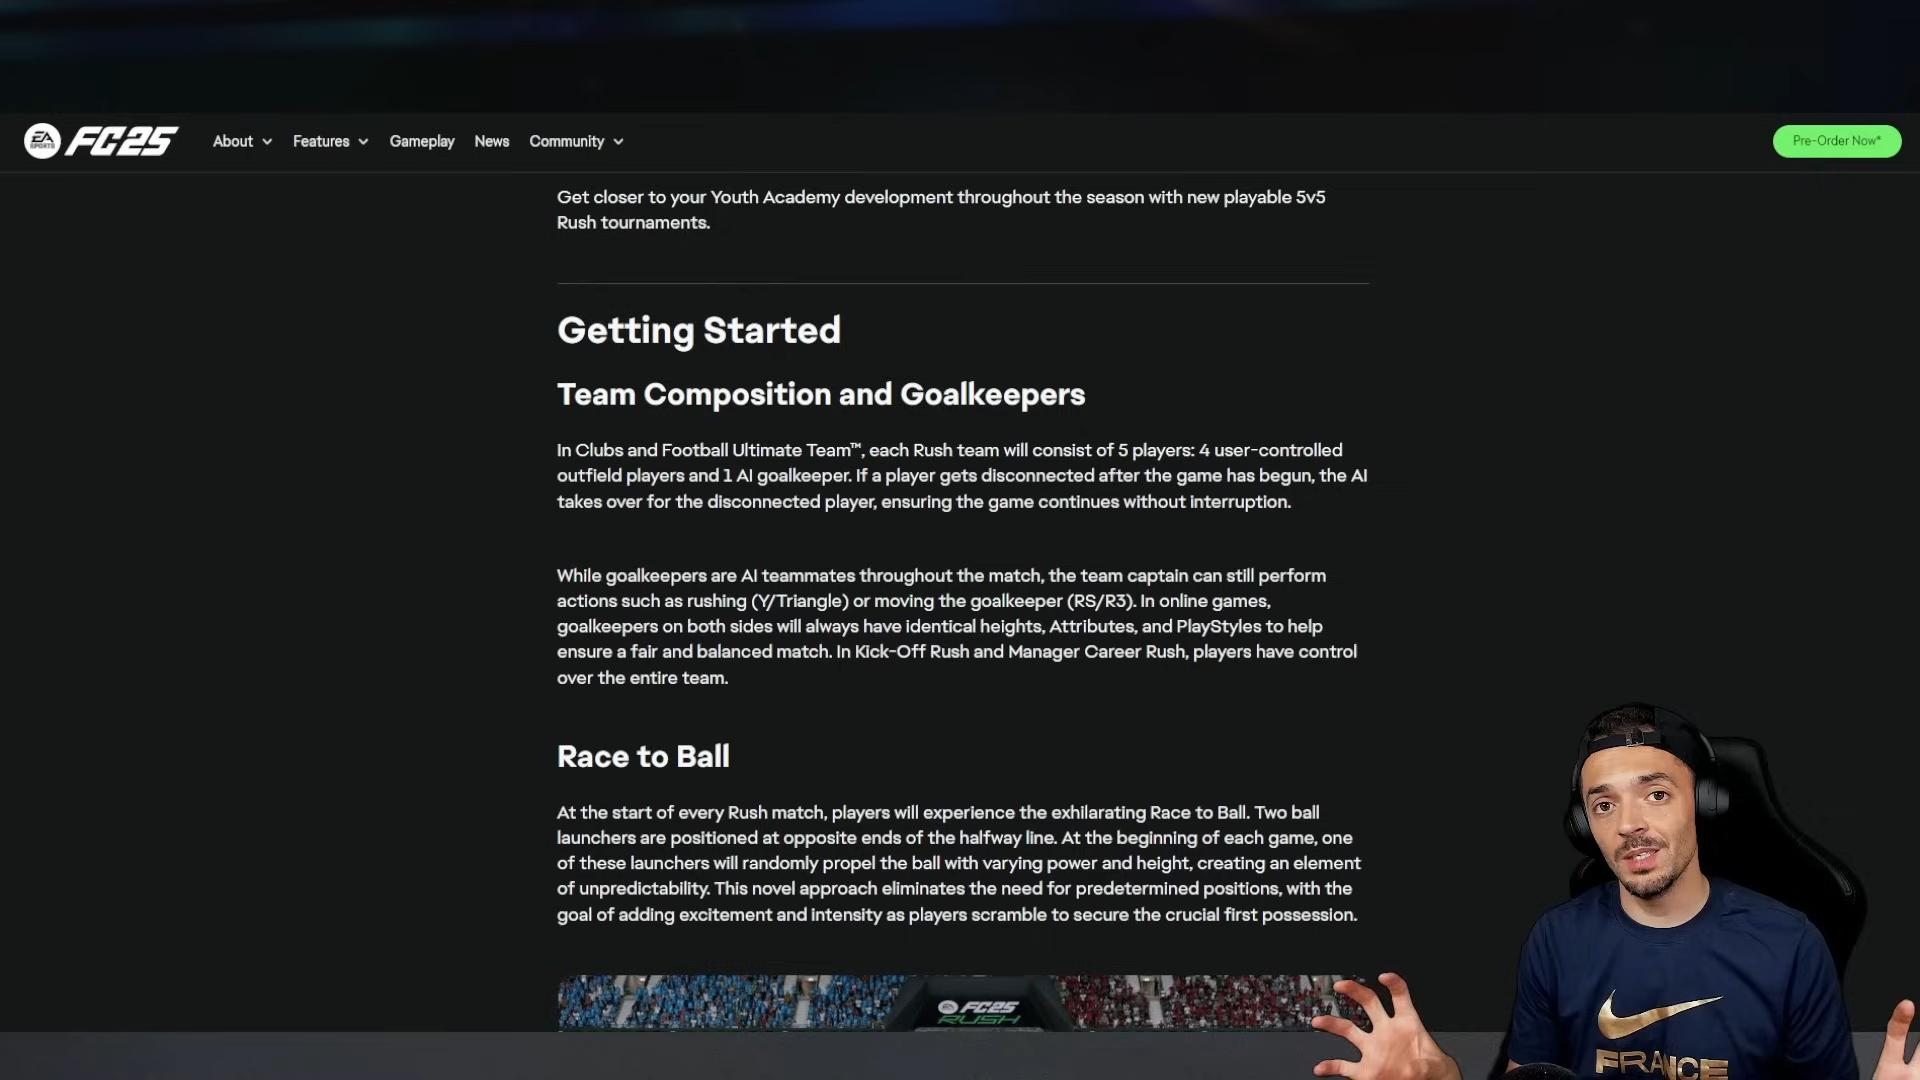 EA SPORTS FC25
About Features Gameplay News Community
Pre-Order Now*
Get closer to your Youth Academy development throughout the season with new playable 5v5
Rush tournaments.
Getting Started
Team Composition and Goalkeepers
In Clubs and Football Ultimate Team™, each Rush team will consist of 5 players: 4 user-controlled
outfield players and 1 AI goalkeeper. If a player gets disconnected after the game has begun, the AI
takes over for the disconnected player, ensuring the game continues without interruption.
While goalkeepers are AI teammates throughout the match, the team captain can still perform
actions such as rushing (Y/Triangle) or moving the goalkeeper (RS/R3). In online games,
goalkeepers on both sides will always have identical heights, Attributes, and PlayStyles to help
ensure a fair and balanced match. In Kick-Off Rush and Manager Career Rush, players have control
over the entire team.
Race to Ball
At the start of every Rush match, players will experience the exhilarating Race to Ball. Two ball
launchers are positioned at opposite ends of the halfway line. At the beginning of each game, one
of these launchers will randomly propel the ball with varying power and height, creating an element
of unpredictability. This novel approach eliminates the need for predetermined positions, with the
goal of adding excitement and intensity as players scramble to secure the crucial first possession.
FC25
RUSH
FRANCE